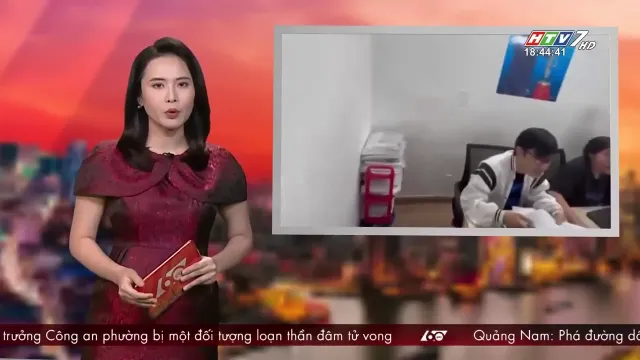 HTV7 HD
18:44:41
trưởng Công an phường bị một đối tượng loạn thần đâm tử vong 60 Quảng Nam: Phá đường d